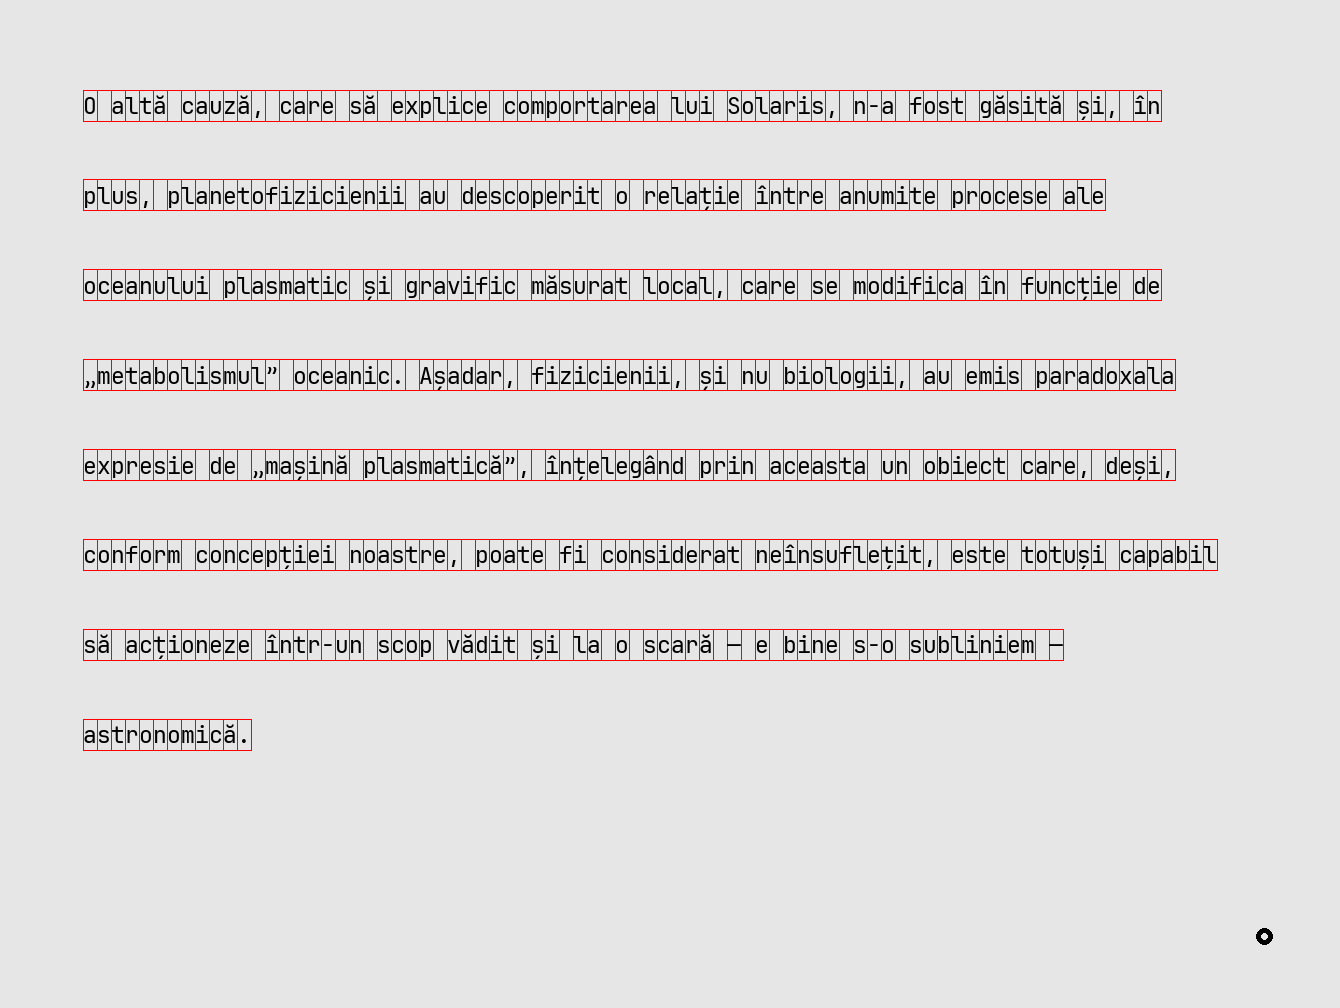 O altă cauză, care să explice comportarea lui Solaris, n-a fost găsită și, în
plus, planetofizicienii au descoperit o relație între anumite procese ale
oceanului plasmatic și gravific măsurat local, care se modifica în funcție de
„metabolismul” oceanic. Așadar, fizicienii, și nu biologii, au emis paradoxala
expresie de „mașină plasmatică”, înțelegând prin aceasta un obiect care, deși,
conform concepției noastre, poate fi considerat neînsuflețit, este totuși capabil
să acționeze într-un scop vădit și la o scară — e bine s-o subliniem —
astronomică.